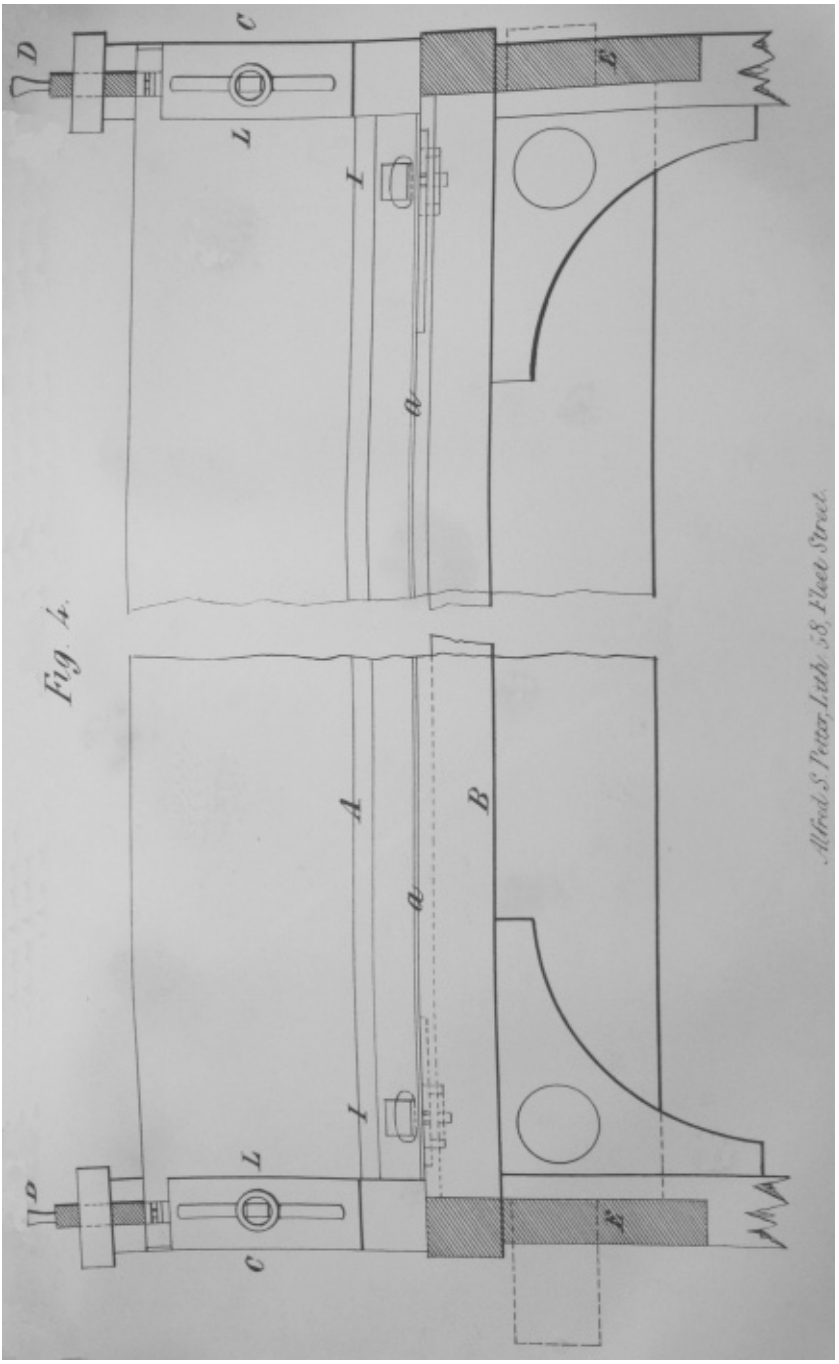 D D
Fig. 4.
C L L C
I A I
a a
B
E E
Alfred S Petter, Lith. 58, Fleet Street.